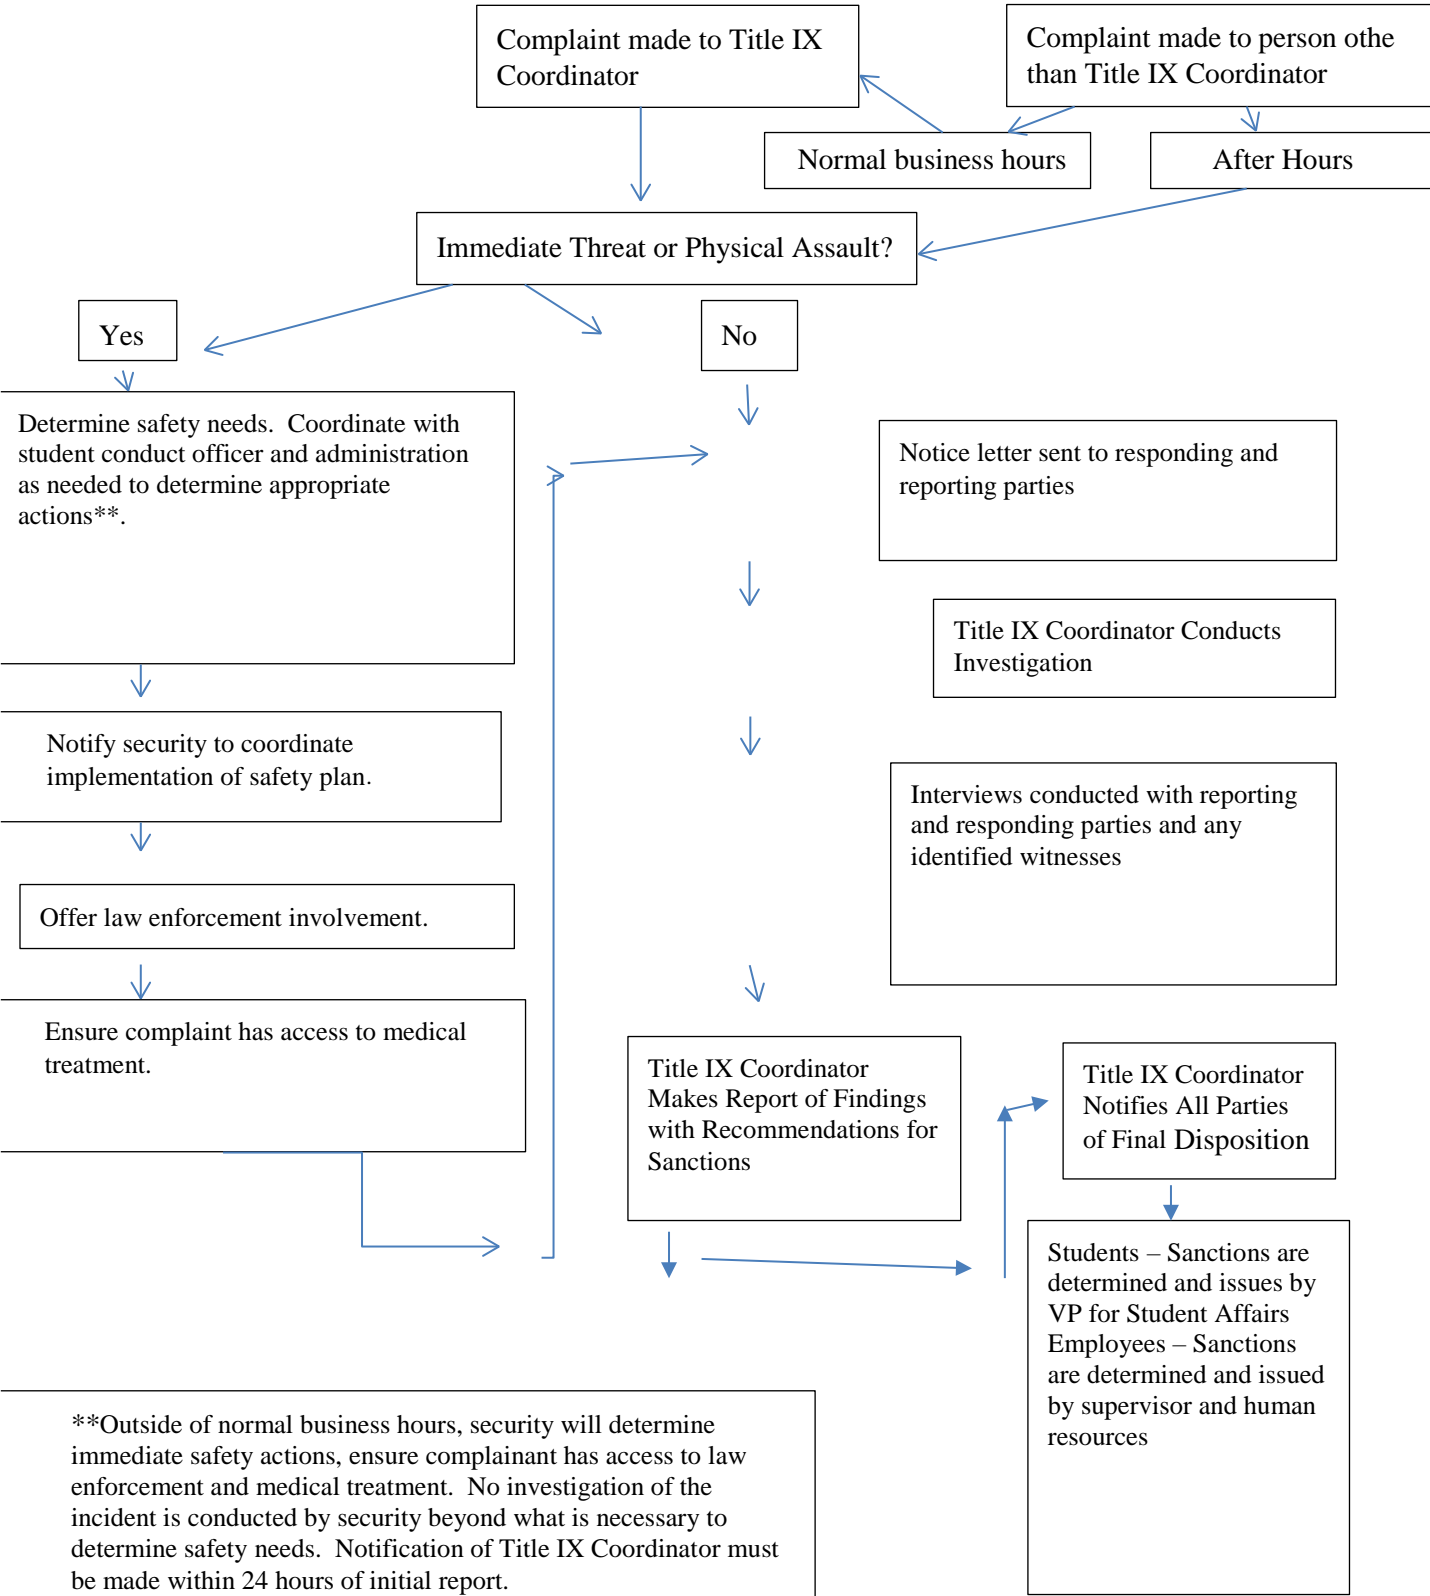 Complaint made to Title IX
Coordinator
Complaint made to person othe
than Title IX Coordinator
Normal business hours
After Hours
Immediate Threat or Physical Assault?
Yes
No
Determine safety needs.  Coordinate with
student conduct officer and administration
as needed to determine appropriate
actions**.
Notice letter sent to responding and
reporting parties
Title IX Coordinator Conducts
Investigation
Notify security to coordinate
implementation of safety plan.
Interviews conducted with reporting
and responding parties and any
identified witnesses
Offer law enforcement involvement.
Ensure complaint has access to medical
treatment.
Title IX Coordinator
Makes Report of Findings
with Recommendations for
Sanctions
Title IX Coordinator
Notifies All Parties
of Final Disposition
Students – Sanctions are
determined and issues by
VP for Student Affairs
Employees – Sanctions
are determined and issued
by supervisor and human
resources
**Outside of normal business hours, security will determine
immediate safety actions, ensure complainant has access to law
enforcement and medical treatment.  No investigation of the
incident is conducted by security beyond what is necessary to
determine safety needs.  Notification of Title IX Coordinator must
be made within 24 hours of initial report.